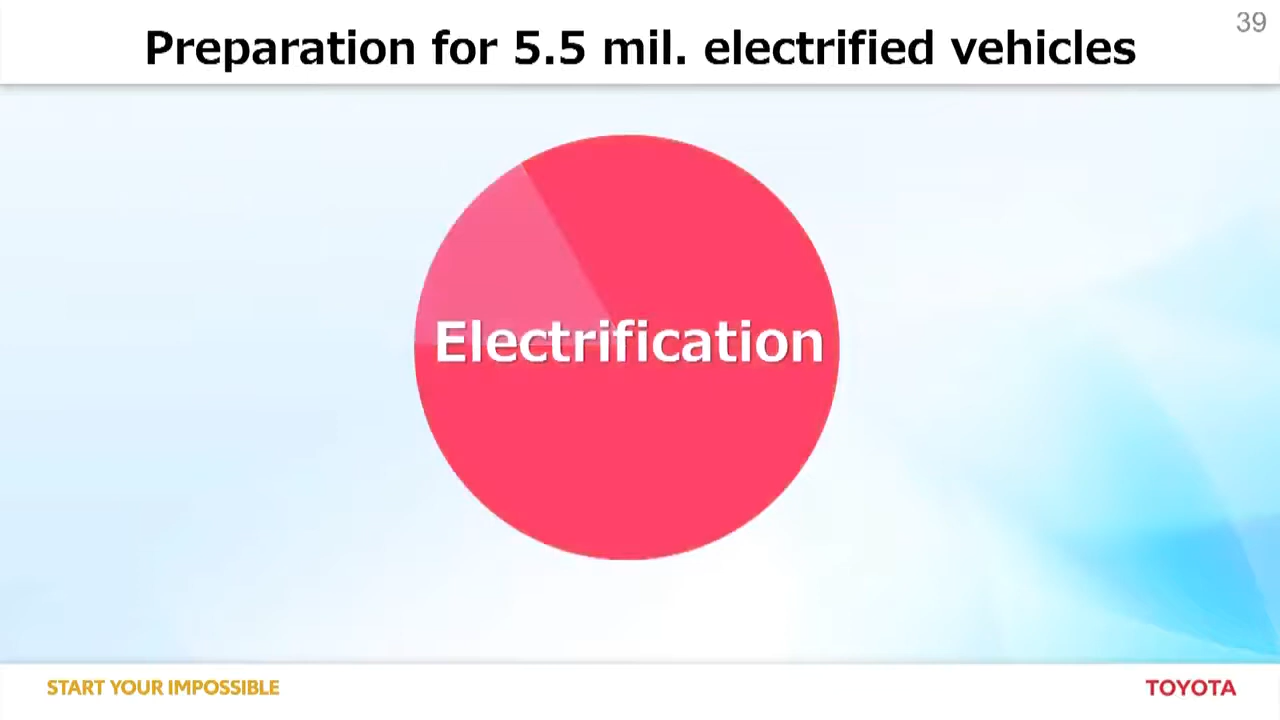 39
Preparation for 5.5 mil. electrified vehicles
Electrification
START YOUR IMPOSSIBLE
TOYOTA